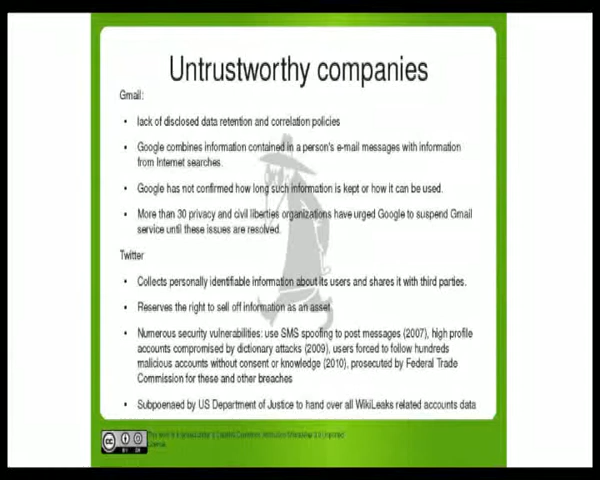 Untrustworthy companies
Gmail:
• lack of disclosed data retention and correlation policies
• Google combines information contained in a person's e-mail messages with information
from Internet searches.
• Google has not confirmed how long such information is kept or how it can be used.
• More than 30 privacy and civil liberties organizations have urged Google to suspend Gmail
service until these issues are resolved.
Twitter
• Collects personally identifiable information about its users and shares it with third parties.
• Reserves the right to sell off information as an asset
• Numerous security vulnerabilities: use SMS spoofing to post messages (2007), high profile
accounts compromised by dictionary attacks (2009), users forced to follow hundreds
malicious accounts without consent or knowledge (2010), prosecuted by Federal Trade
Commission for these and other breaches
• Subpoenaed by US Department of Justice to hand over all WikiLeaks related accounts data
cc